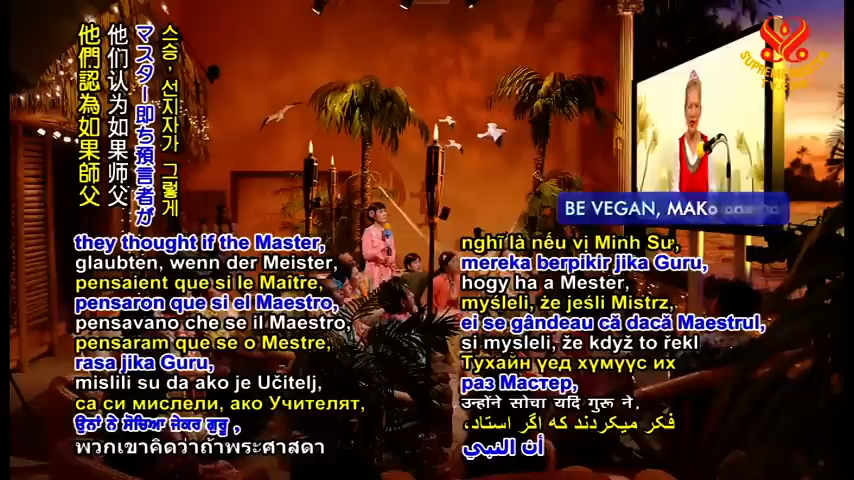 스승, 선지자가 그렇게
マスター即ち預言者が
他们认为如果师父
他們認為如果師父
SUPREME MASTER
TV
BE VEGAN, MAK
they thought if the Master,
glaubten, wenn der Meister,
pensaient que si le Maître,
pensaron que si el Maestro,
pensavano che se il Maestro,
pensaram que se o Mestre,
rasa jika Guru,
mislili su da ako je Učitelj,
са си мислели, ако Учителят,
ਉਨਾਂ ਨੇ ਸੋਚਿਆ ਜੇਕਰ ਗੁਰੂ ,
พวกเขาคิดว่าถ้าพระศาสดา
nghĩ là nếu vị Minh Sư,
mereka berpikir jika Guru,
hogy ha a Mester,
myśleli, że jeśli Mistrz,
ei se gândeau că dacă Maestrul,
si mysleli, že když to řekl
Тухайн үед хүмүүс их
раз Мастер,
उन्होंने सोचा यदि गुरू ने,
فکر میکردند که اگر استاد،
أن النبي